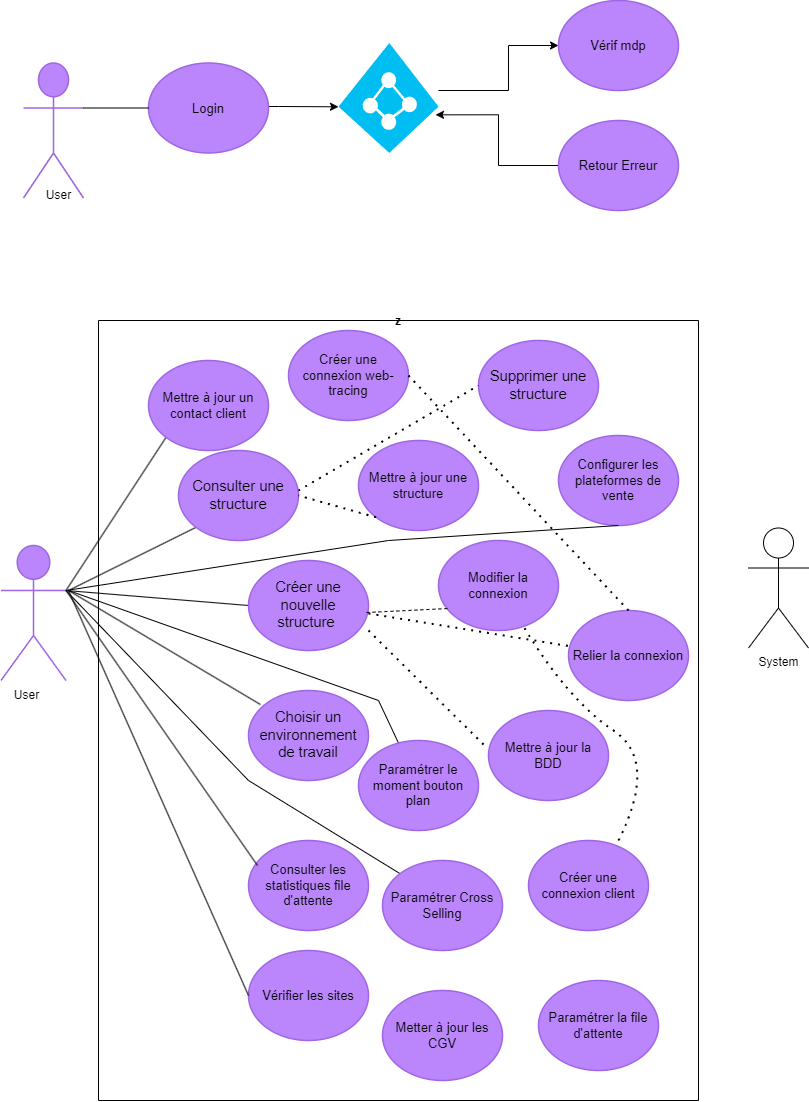 Vérif mdp
Login
Retour Erreur
User
z
Créer une
connexion web-
tracing
Supprimer une
structure
Mettre à jour un
contact client
Consulter une
structure
Mettre à jour une
structure
Configurer les
plateformes de
vente
Créer une
nouvelle
structure
Modifier la
connexion
Relier la connexion
System
User
Choisir un
environnement
de travail
Mettre à jour la
BDD
Paramétrer le
moment bouton
plan
Consulter les
statistiques file
d'attente
Paramétrer Cross
Selling
Créer une
connexion client
Vérifier les sites
Metter à jour les
CGV
Paramétrer la file
d'attente